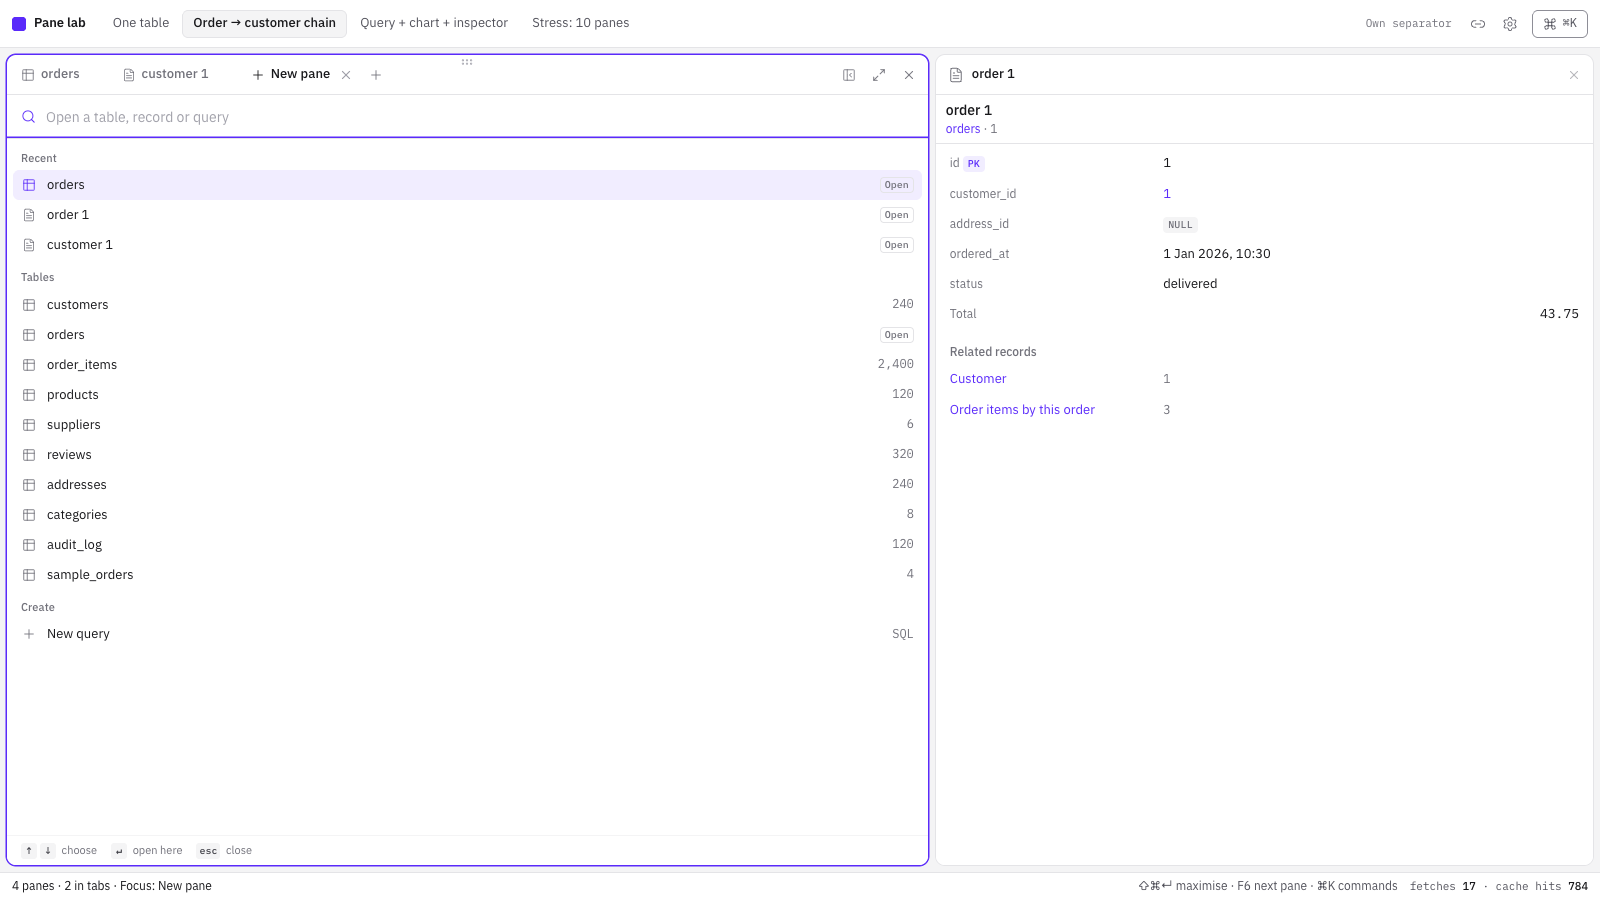 Pane lab
One table
Order → customer chain
Query + chart + inspector
Stress: 10 panes
Own separator
⌘ ⌘K
orders
customer 1
New pane
Open a table, record or query
Recent
orders Open
order 1 Open
customer 1 Open
Tables
customers 240
orders Open
order_items 2,400
products 120
suppliers 6
reviews 320
addresses 240
categories 8
audit_log 120
sample_orders 4
Create
New query SQL
↑ ↓ choose ↵ open here esc close
order 1
order 1
orders · 1
id PK 1
customer_id 1
address_id NULL
ordered_at 1 Jan 2026, 10:30
status delivered
Total 43.75
Related records
Customer 1
Order items by this order 3
4 panes · 2 in tabs · Focus: New pane
⇧⌘↵ maximise · F6 next pane · ⌘K commands fetches 17 · cache hits 784